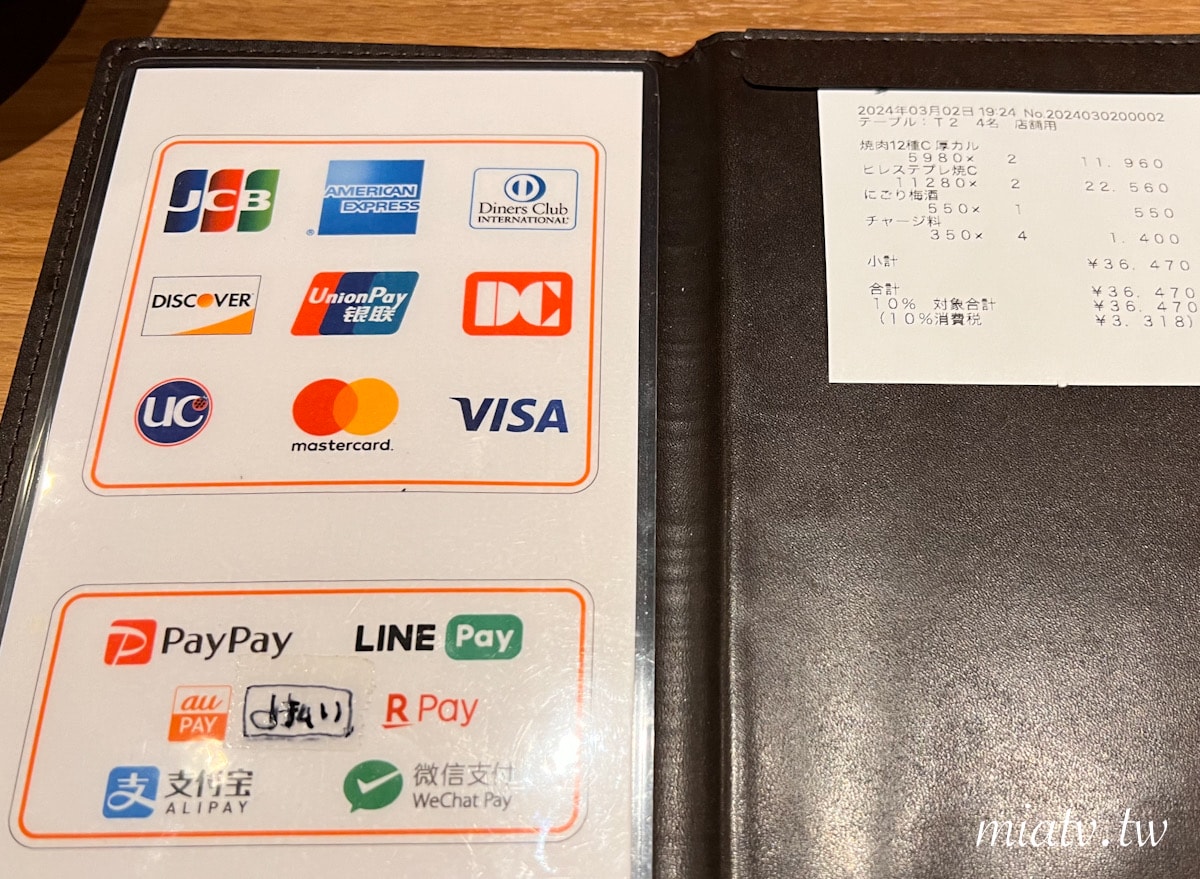 JCB
AMERICAN
EXPRESS
®
Diners Club
INTERNATIONAL®
DISCOVER®
UnionPay
银联
DC
UC
mastercard.
VISA
PayPay
LINE Pay
au
PAY
d払い
R Pay
支 支付宝
ALIPAY
微信支付
WeChat Pay
2024年03月02日 19:24 No.2024030200002
テーブル: T2 4名 店舗用
焼肉12種C 厚カル
5980× 2 11,960
ヒレステプレ焼C
11280× 2 22,560
にごり梅酒
550× 1 550
チャージ料
350× 4 1,400
小計 ¥36,470
合計 ¥36,470
10% 対象合計 ¥36,470
(10%消費税 ¥3,318)
miatv.tw